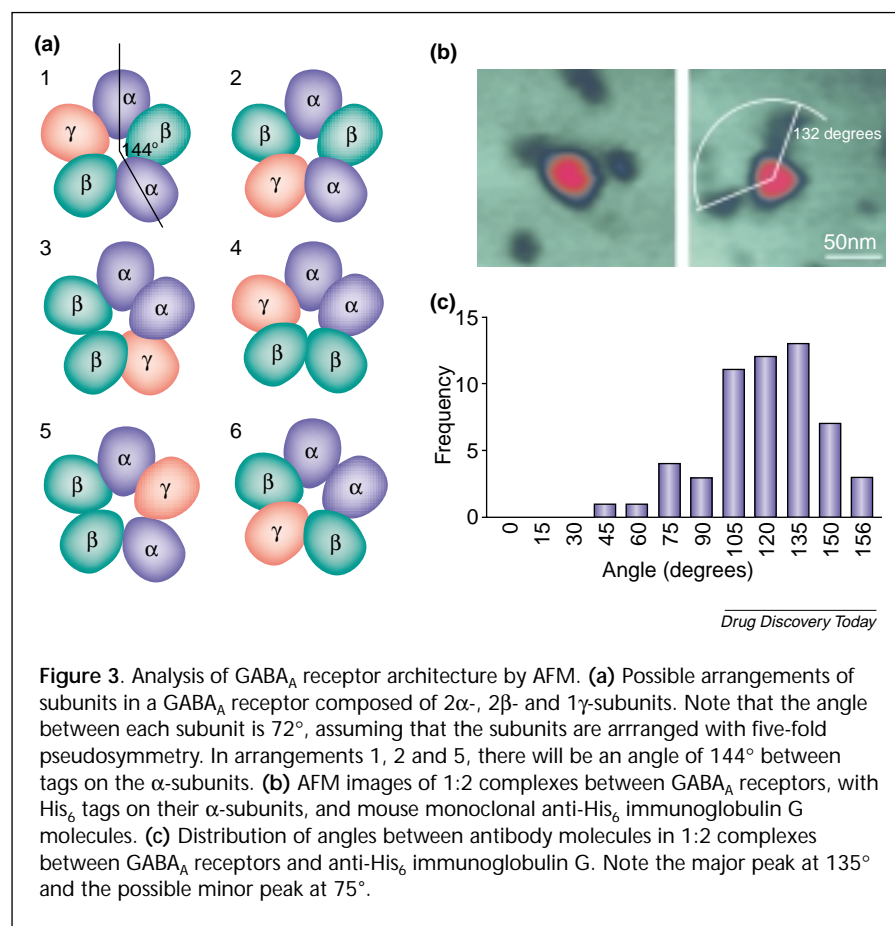 (a)
1
α
β
α
β
γ
144°
2
α
β
α
γ
β
3
α
α
γ
β
β
4
α
α
β
β
γ
5
α
γ
α
β
β
6
α
α
β
γ
β
(b)
132 degrees
50nm
(c)
15
10
5
0
Frequency
0 15 30 45 60 75 90 105 120 135 150 156
Angle (degrees)
Drug Discovery Today
Figure 3. Analysis of GABA_A receptor architecture by AFM. (a) Possible arrangements of
subunits in a GABA_A receptor composed of 2α-, 2β- and 1γ-subunits. Note that the angle
between each subunit is 72°, assuming that the subunits are arrranged with five-fold
pseudosymmetry. In arrangements 1, 2 and 5, there will be an angle of 144° between
tags on the α-subunits. (b) AFM images of 1:2 complexes between GABA_A receptors, with
His₆ tags on their α-subunits, and mouse monoclonal anti-His₆ immunoglobulin G
molecules. (c) Distribution of angles between antibody molecules in 1:2 complexes
between GABA_A receptors and anti-His₆ immunoglobulin G. Note the major peak at 135°
and the possible minor peak at 75°.